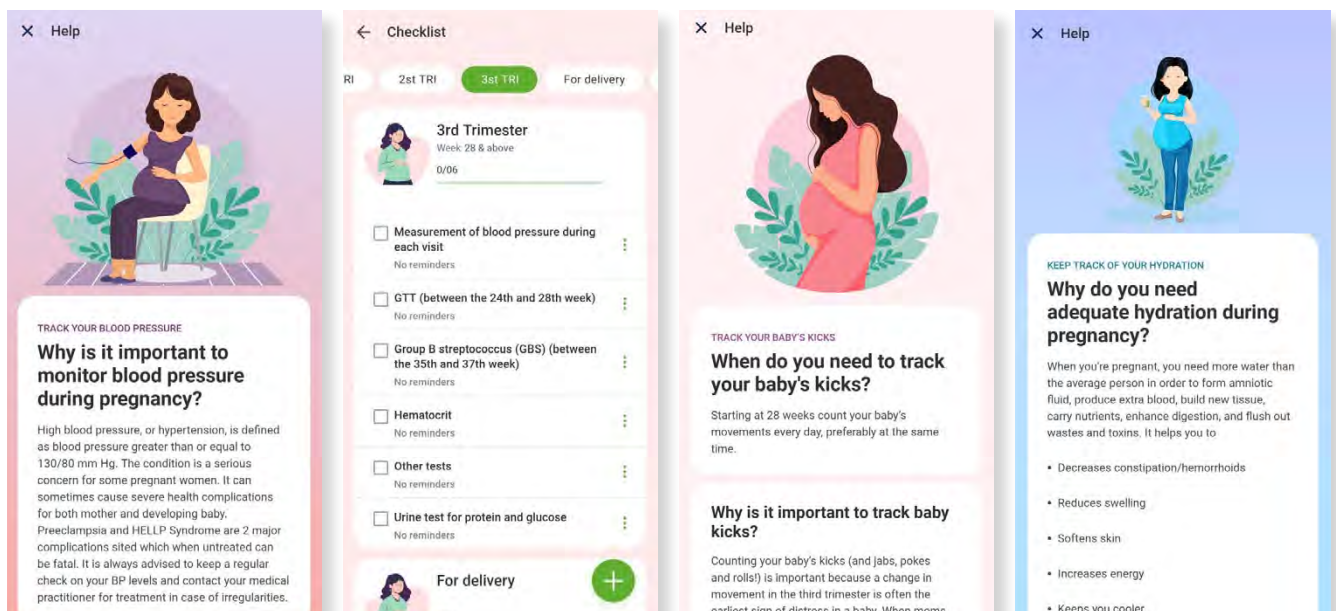 Help
TRACK YOUR BLOOD PRESSURE
Why is it important to
monitor blood pressure
during pregnancy?
High blood pressure, or hypertension, is defined
as blood pressure greater than or equal to
130/80 mm Hg. The condition is a serious
concern for some pregnant women. It can
sometimes cause severe health complications
for both mother and developing baby.
Preeclampsia and HELLP Syndrome are 2 major
complications sited which when untreated can
be fatal. It is always advised to keep a regular
check on your BP levels and contact your medical
practitioner for treatment in case of irregularities.
Checklist
RI
2st TRI
3st TRI
For delivery
3rd Trimester
Week 28 & above
0/06
Measurement of blood pressure during
each visit
No reminders
GTT (between the 24th and 28th week)
No reminders
Group B streptococcus (GBS) (between
the 35th and 37th week)
No reminders
Hematocrit
No reminders
Other tests
No reminders
Urine test for protein and glucose
No reminders
For delivery
Help
TRACK YOUR BABY'S KICKS
When do you need to track
your baby's kicks?
Starting at 28 weeks count your baby's
movements every day, preferably at the same
time.
Why is it important to track baby
kicks?
Counting your baby's kicks (and jabs, pokes
and rolls!) is important because a change in
movement in the third trimester is often the
earliest sign of distress in a baby. When moms
Help
KEEP TRACK OF YOUR HYDRATION
Why do you need
adequate hydration during
pregnancy?
When you're pregnant, you need more water than
the average person in order to form amniotic
fluid, produce extra blood, build new tissue,
carry nutrients, enhance digestion, and flush out
wastes and toxins. It helps you to
• Decreases constipation/hemorrhoids
• Reduces swelling
• Softens skin
• Increases energy
• Keeps you cooler